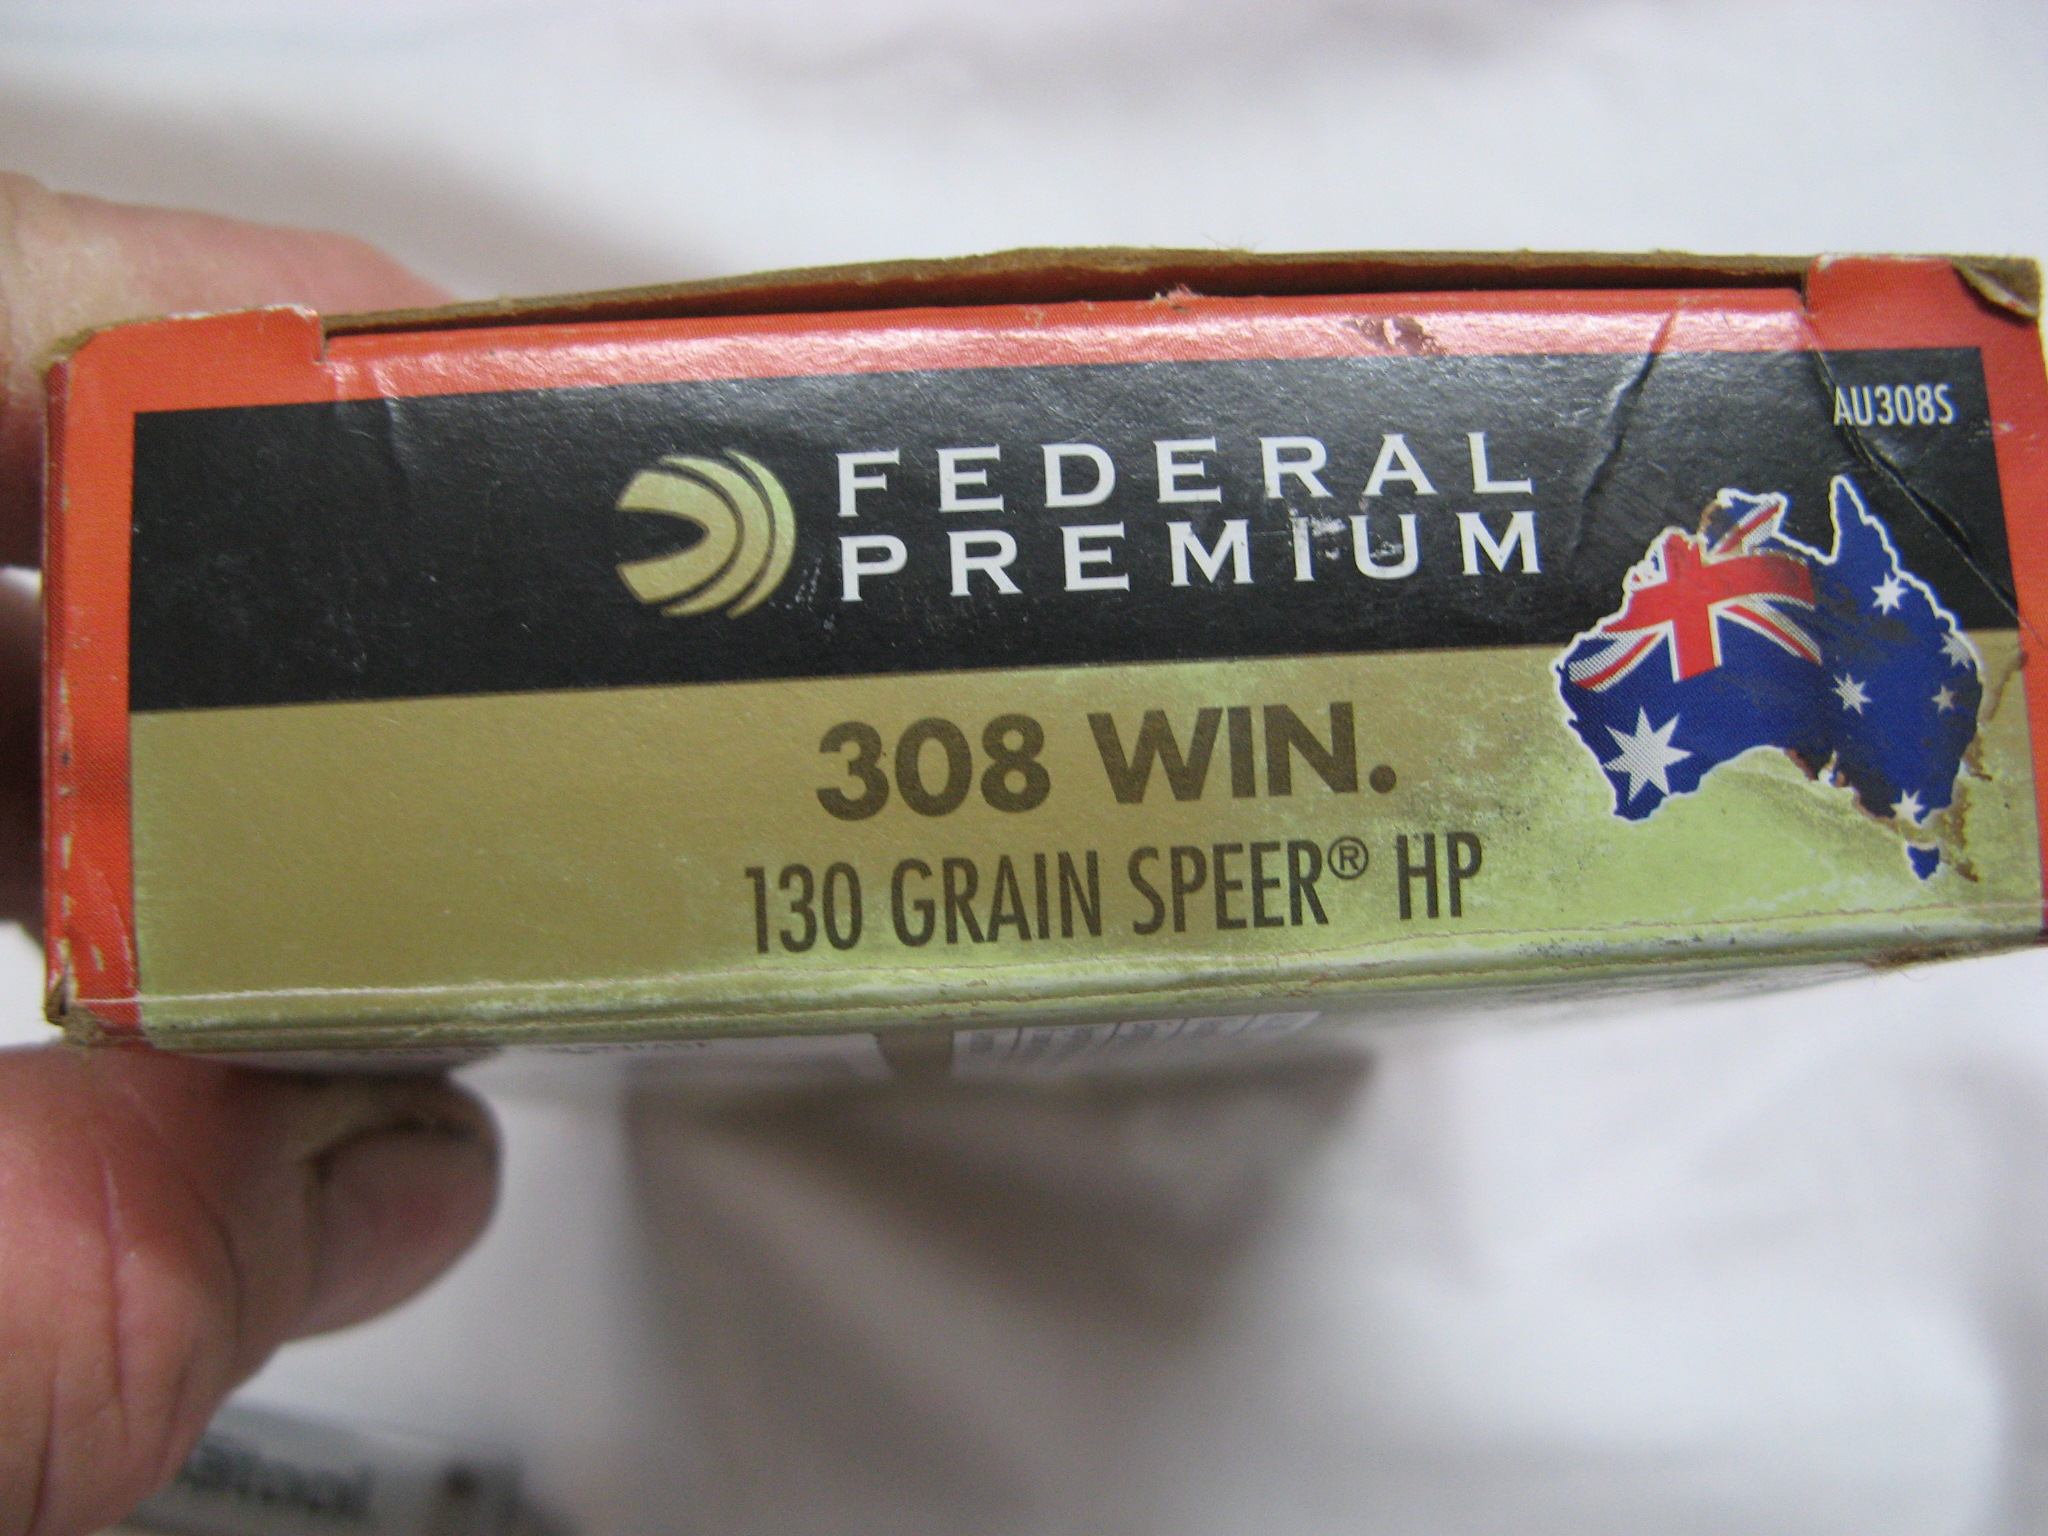 AU308S
FEDERAL
PREMIUM
308 WIN.
130 GRAIN SPEER® HP